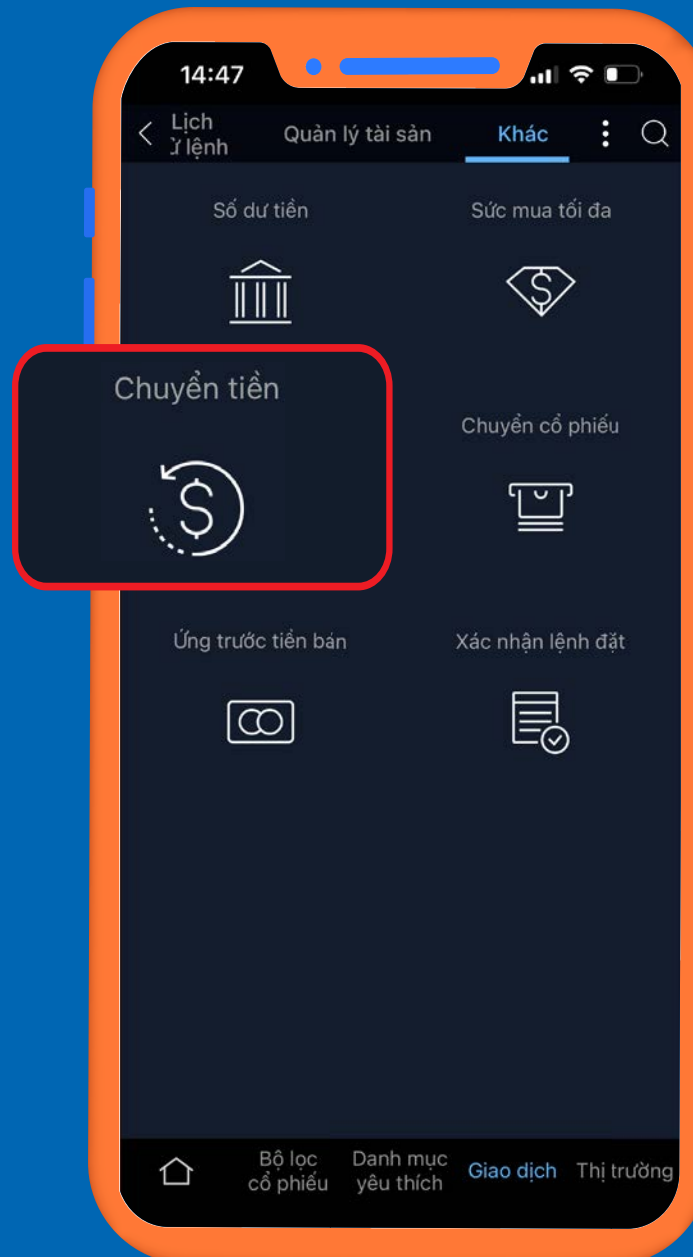 14:47
Lịch
ử lệnh
Quản lý tài sản
Khác
Số dư tiền
Sức mua tối đa
Chuyển tiền
Chuyển cổ phiếu
Ứng trước tiền bán
Xác nhận lệnh đặt
Bộ lọc
cổ phiếu
Danh mục
yêu thích
Giao dịch
Thị trường